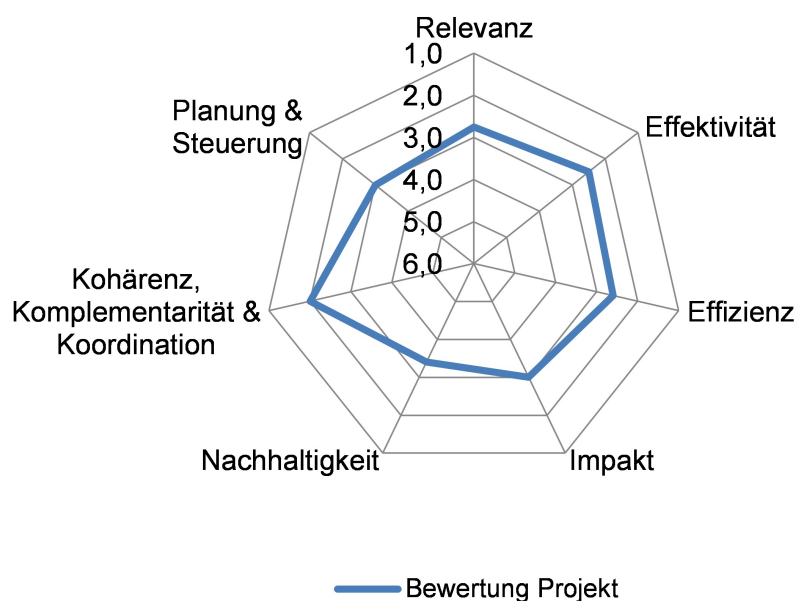 Relevanz
1,0
2,0
3,0
4,0
5,0
6,0
Planung &
Steuerung
Effektivität
Kohärenz,
Komplementarität &
Koordination
Effizienz
Nachhaltigkeit
Impakt
Bewertung Projekt